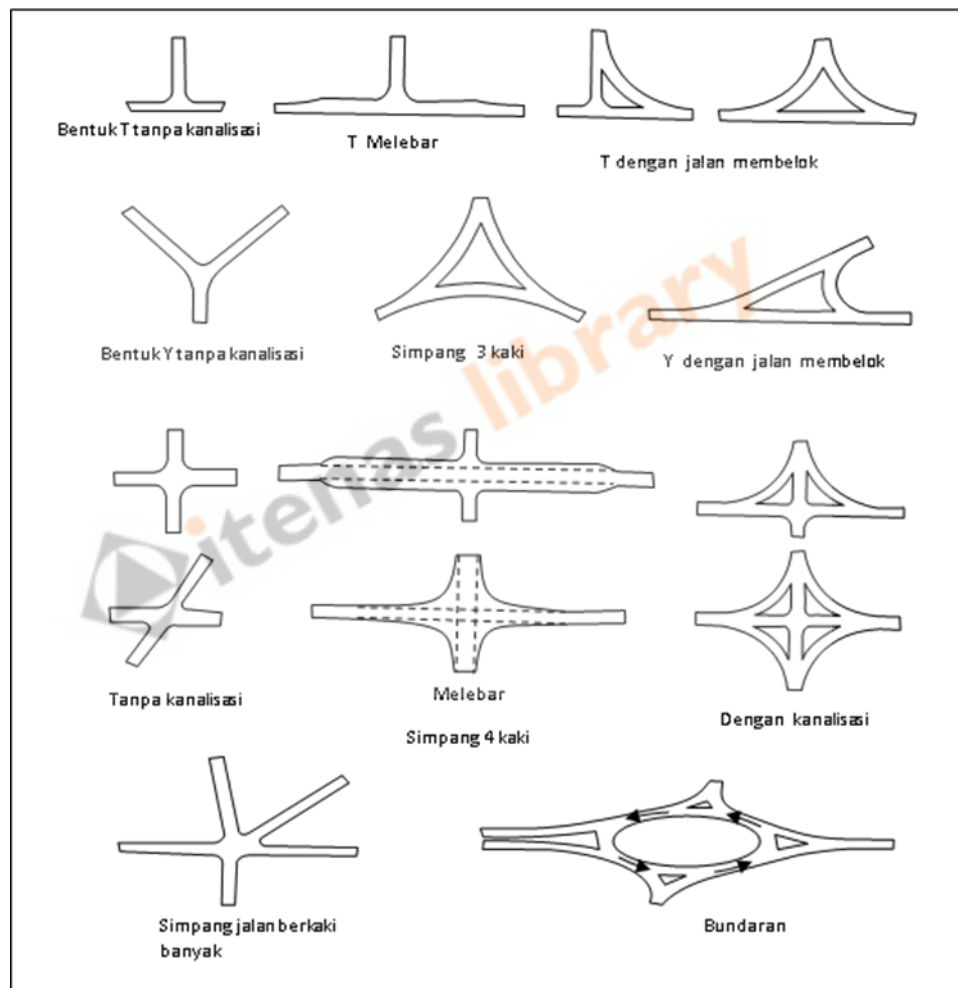 Bentuk T tanpa kanalisasi
T Melebar
T dengan jalan membelok
Bentuk Y tanpa kanalisasi
Simpang 3 kaki
Y dengan jalan membelok
itenas library
Tanpa kanalisasi
Melebar
Simpang 4 kaki
Dengan kanalisasi
Simpang jalan berkaki
banyak
Bundaran